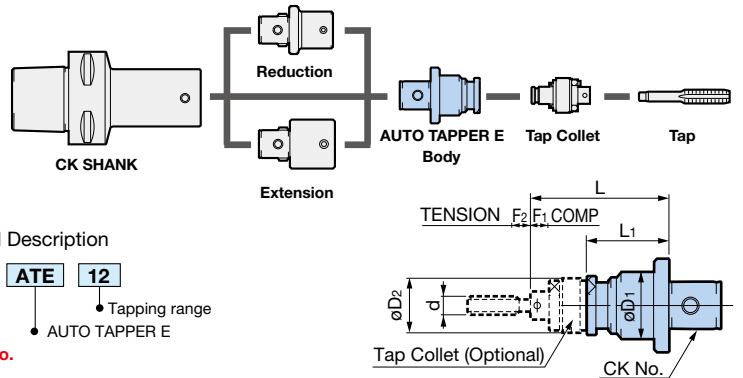 Reduction
CK SHANK
AUTO TAPPER E
Body
Tap Collet
Tap
Extension
Description
ATE 12
Tapping range
AUTO TAPPER E
o.
L
TENSION F2 F1 COMP
L1
øD2
d
øD1
Tap Collet (Optional)
CK No.